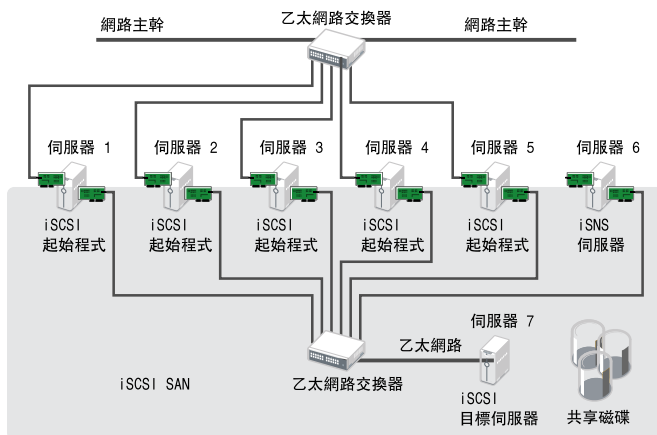 乙太網路交換器
網路主幹
網路主幹
伺服器 1
伺服器 2
伺服器 3
伺服器 4
伺服器 5
伺服器 6
iSCSI
起始程式
iSCSI
起始程式
iSCSI
起始程式
iSCSI
起始程式
iSCSI
起始程式
iSNS
伺服器
伺服器 7
乙太網路
iSCSI SAN
乙太網路交換器
iSCSI
目標伺服器
共享磁碟